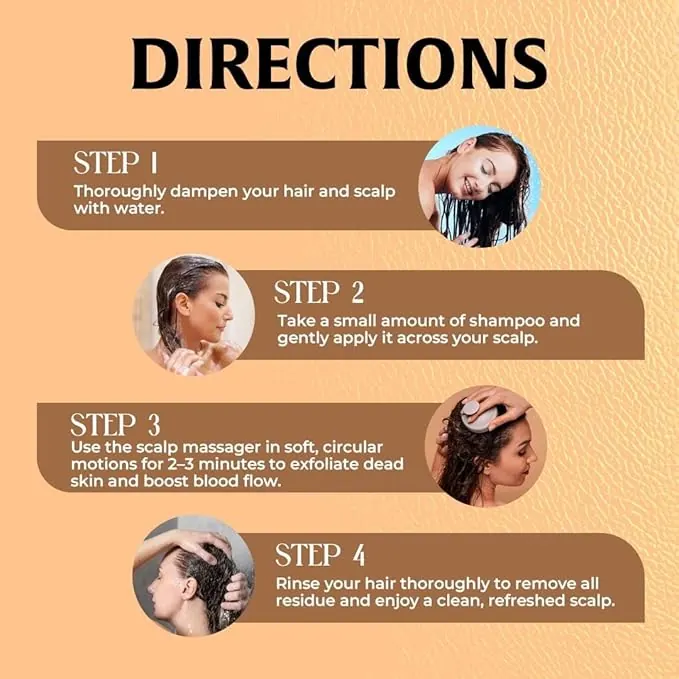 DIRECTIONS
STEP 1
Thoroughly dampen your hair and scalp
with water.
STEP 2
Take a small amount of shampoo and
gently apply it across your scalp.
STEP 3
Use the scalp massager in soft, circular
motions for 2–3 minutes to exfoliate dead
skin and boost blood flow.
STEP 4
Rinse your hair thoroughly to remove all
residue and enjoy a clean, refreshed scalp.